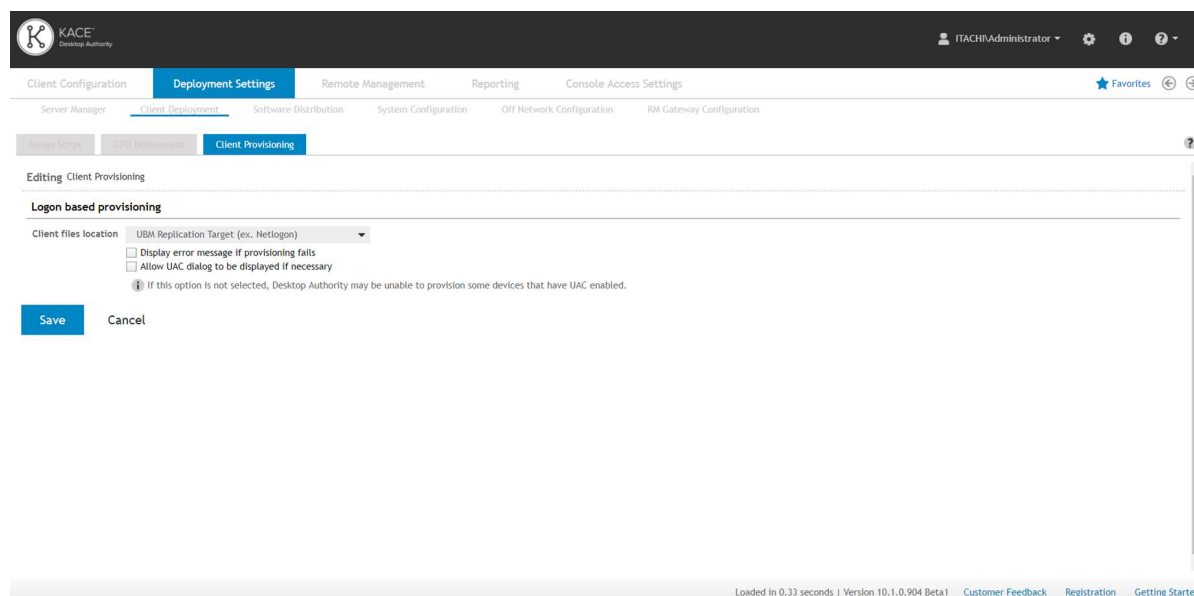 KACE™
Desktop Authority
ITACHI\Administrator
Client Configuration Deployment Settings Remote Management Reporting Console Access Settings Favorites
Server Manager Client Deployment Software Distribution System Configuration Off Network Configuration RM Gateway Configuration
Assign Script GPO Deployment Client Provisioning
Editing Client Provisioning
Logon based provisioning
Client files location UBM Replication Target (ex. Netlogon)
Display error message if provisioning fails
Allow UAC dialog to be displayed if necessary
If this option is not selected, Desktop Authority may be unable to provision some devices that have UAC enabled.
Save Cancel
Loaded in 0.33 seconds | Version 10.1.0.904 Beta1 Customer Feedback Registration Getting Starte